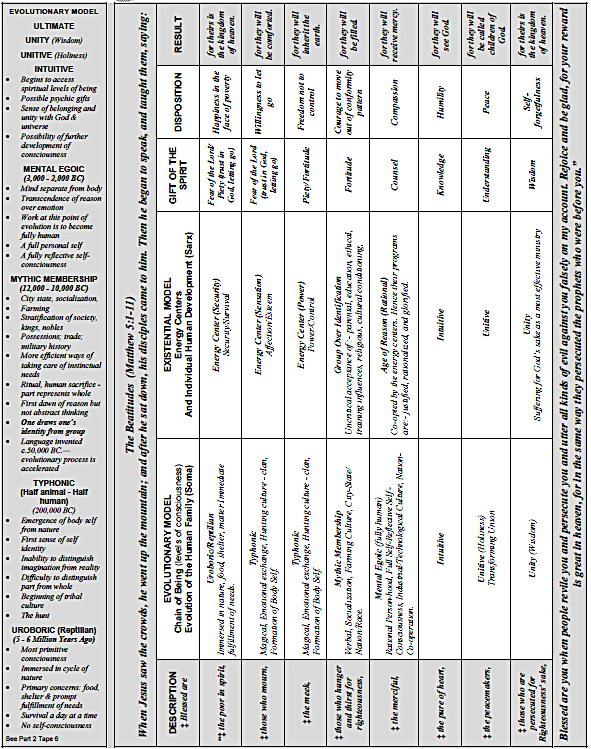 EVOLUTIONARY MODEL
ULTIMATE
UNITY (Wisdom)
UNITIVE (Holiness)
INTUITIVE
• Begins to access
spiritual levels of being
• Possible psychic gifts
• Sense of belonging and
unity with God &
universe
• Possibility of further
development of
consciousness
MENTAL EGOIC
(3,000 - 2,000 BC)
• Mind separate from body
• Transcendence of reason
over emotion
• Work at this point of
evolution is to become
fully human
• A full personal self
• A fully reflective self-
consciousness
MYTHIC MEMBERSHIP
(12,000 - 10,000 BC)
• City state, socialization,
• Farming
• Stratification of society,
kings, nobles
• Possessions; trade;
military history
• More efficient ways of
taking care of instinctual
needs
• Ritual, human sacrifice -
part represents whole
• First dawn of reason but
not abstract thinking
• One draws one's
identity from group
• Language invented
c.50,000 B.C.—
evolutionary process is
accelerated
TYPHONIC
(Half animal - Half
human)
(200,000 BC)
• Emergence of body self
from nature
• First sense of self
identity
• Inability to distinguish
imagination from reality
• Difficulty to distinguish
part from whole
• Beginning of tribal
culture
• The hunt
UROBORIC (Reptilian)
(5 - 6 Million Years Ago)
• Most primitive
consciousness
• Immersed in cycle of
nature
• Primary concerns: food,
shelter & prompt
fulfillment of needs
• Survival a day at a time
• No self-consciousness
See Part 2 Tape 6
The Beatitudes (Matthew 5:1-11)
When Jesus saw the crowds, he went up the mountain; and after he sat down, his disciples came to him. Then he began to speak, and taught them, saying:
DESCRIPTION
‡ Blessed are
EVOLUTIONARY MODEL
Chain of Being (levels of consciousness)
Evolution of the Human Family (Soma)
EXISTENTIAL MODEL
Energy Centers
And Individual Human Development (Sarx)
GIFT OF THE
SPIRIT
DISPOSITION
RESULT
**‡ the poor in spirit,
Uroboric/Reptilian
Immersed in nature, food, shelter, matter immediate
fulfillment of needs.
Energy Center (Security)
Security/Survival
Fear of the Lord/
Piety (trust in
God, letting go)
Happiness in the
face of poverty
for theirs is
the kingdom
of heaven.
‡ those who mourn,
Typhonic
Magical, Emotional exchange, Hunting culture - clan,
Formation of Body Self.
Energy Center (Sensation)
Affection/Esteem
Fear of the Lord
(trust in God,
letting go)
Willingness to let
go
for they will
be comforted.
‡ the meek,
Typhonic
Magical, Emotional exchange, Hunting culture - clan,
Formation of Body Self.
Energy Center (Power)
Power/Control
Piety/Fortitude
Freedom not to
control
for they will
inherit the
earth.
‡ those who hunger
and thirst for
righteousness,
Mythic Membership
Verbal, Socialization, Farming Culture, City-State/
Nation/Race.
Group Over Identification
Uncritical acceptance of - parental, education, ethical,
training influences, religious, cultural conditioning.
Fortitude
Courage to move
out of conformity
pattern
for they will
be filled.
‡ the merciful,
Mental Egoic (fully human)
Rational Person-hood, Full Self-Reflective Self-
Consciousness, Industrial/Technological Culture, Nation-
Co-operation.
Age of Reason (Rational)
Co-opted by the energy centers. Hence their programs
are:- justified, rationalized, and glorified.
Counsel
Compassion
for they will
receive mercy.
‡ the pure of heart,
Intuitive
Intuitive
Knowledge
Humility
for they will
see God.
‡ the peacemakers,
Unitive (Holiness)
Transforming Union
Unitive
Understanding
Peace
for they will
be called
children of
God.
‡ those who are
persecuted for
Righteousness' sake,
Unity (Wisdom)
Unity
Suffering for God's sake as a most effective ministry
Wisdom
Self-
forgetfulness
for theirs is
the kingdom
of heaven.
Blessed are you when people revile you and persecute you and utter all kinds of evil against you falsely on my account. Rejoice and be glad, for your reward
is great in heaven, for in the same way they persecuted the prophets who were before you."